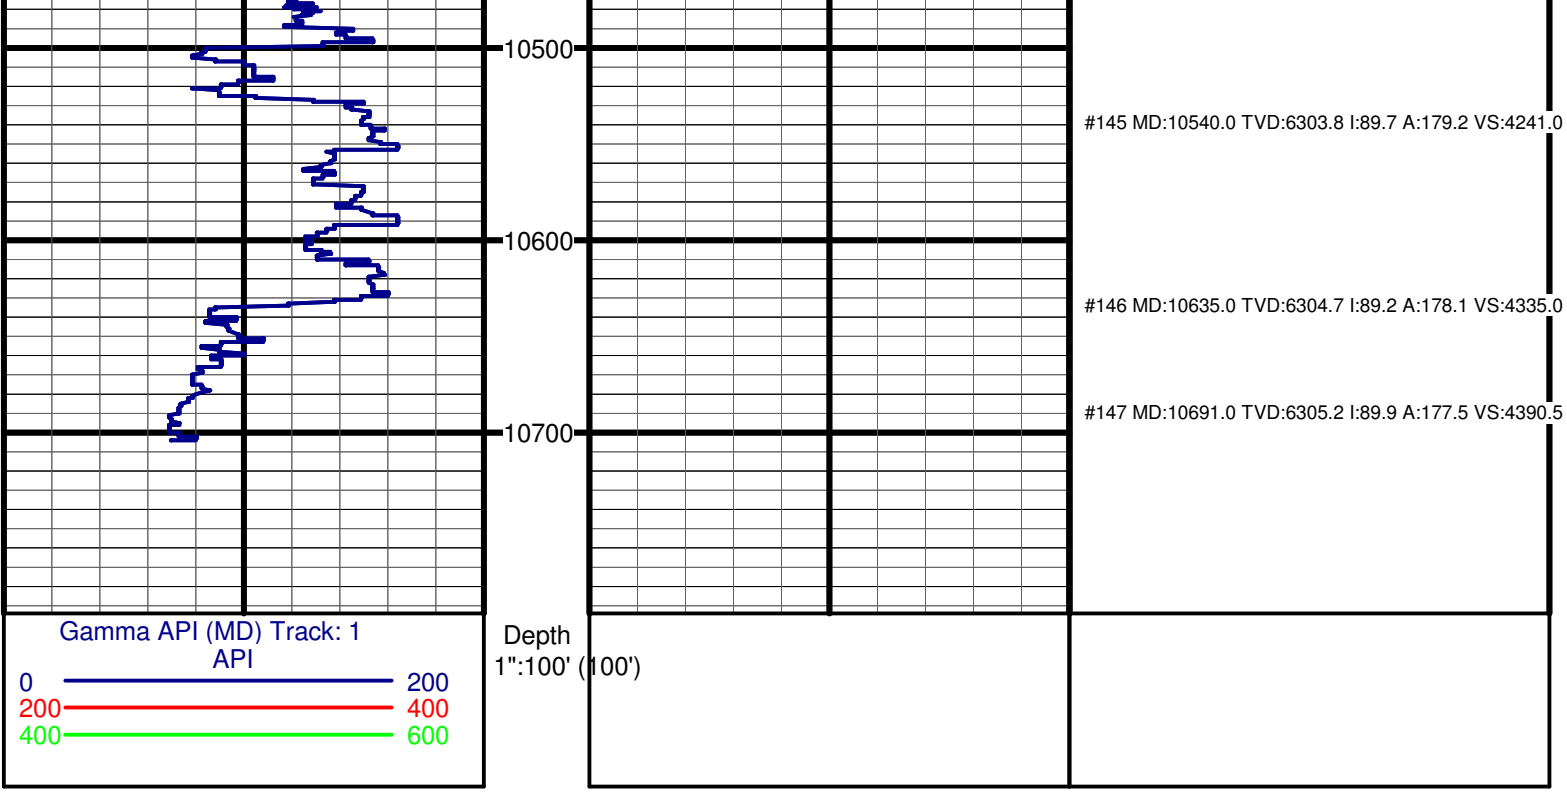 10500
#145 MD:10540.0 TVD:6303.8 I:89.7 A:179.2 VS:4241.0
10600
#146 MD:10635.0 TVD:6304.7 I:89.2 A:178.1 VS:4335.0
#147 MD:10691.0 TVD:6305.2 I:89.9 A:177.5 VS:4390.5
10700
Gamma API (MD) Track: 1
API
0 200
200 400
400 600
Depth
1":100' (100')